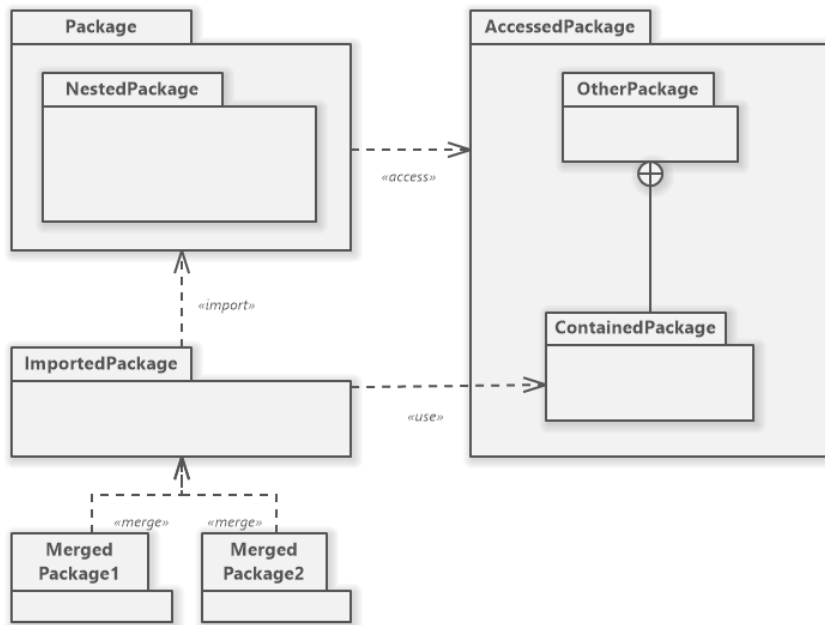 Package
AccessedPackage
NestedPackage
OtherPackage
«access»
«import»
ContainedPackage
ImportedPackage
«use»
«merge»
«merge»
Merged
Package1
Merged
Package2